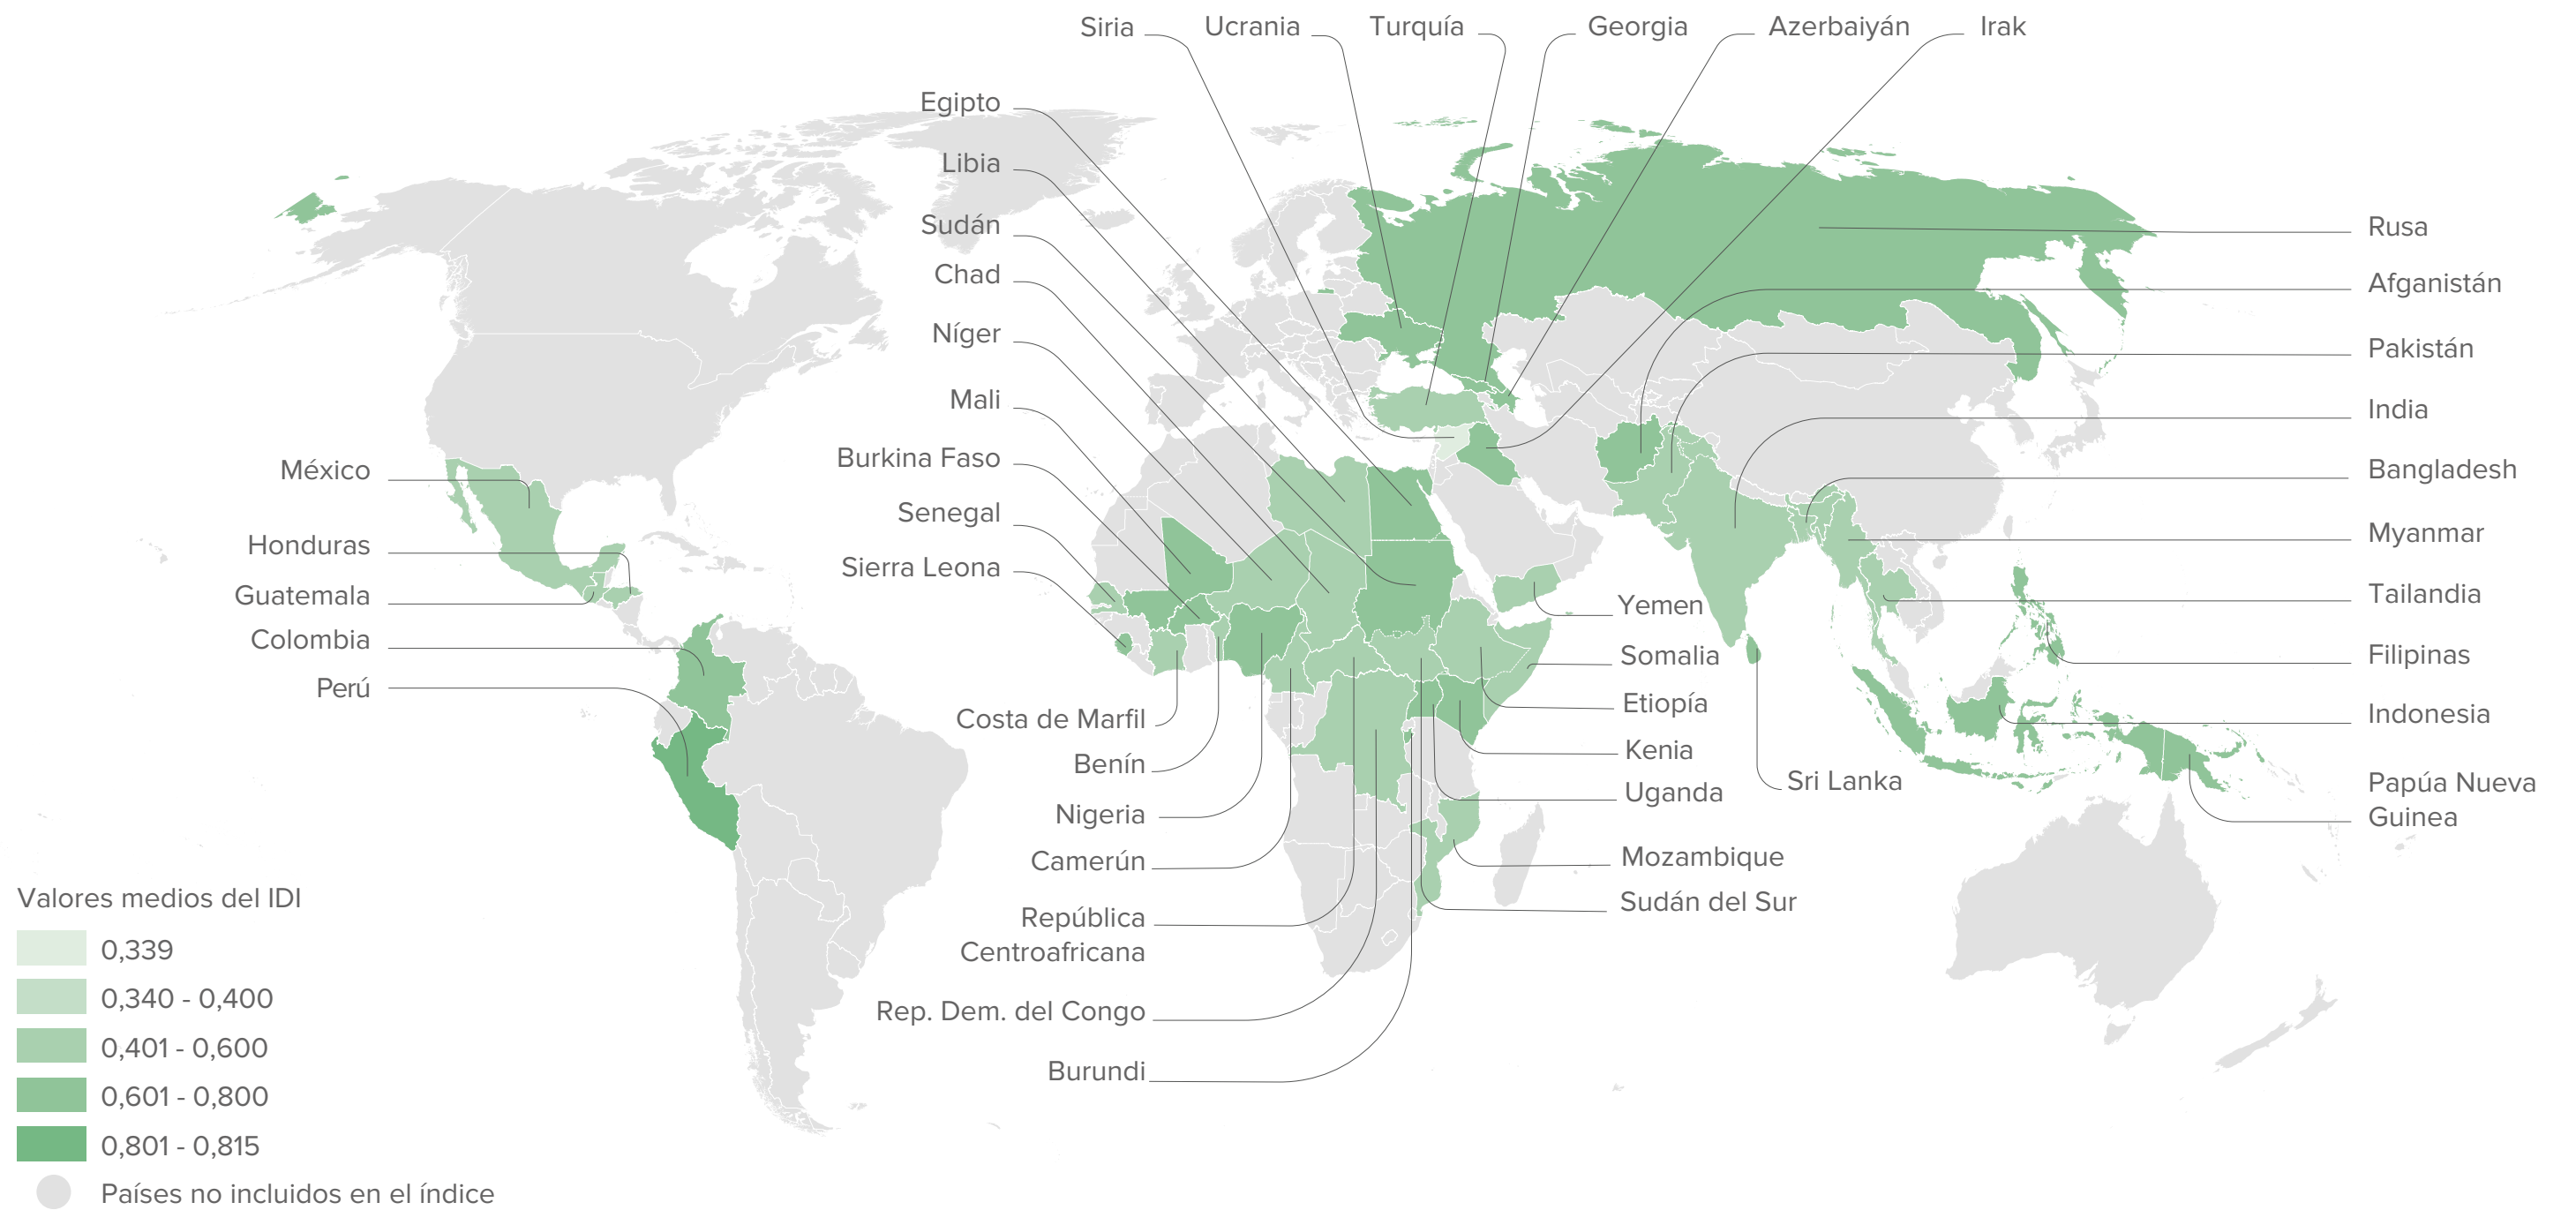 Siria
Ucrania
Turquía
Georgia
Azerbaiyán
Irak
Egipto
Libia
Sudán
Chad
Níger
Mali
Burkina Faso
Senegal
Sierra Leona
México
Honduras
Guatemala
Colombia
Perú
Costa de Marfil
Benín
Nigeria
Camerún
República
Centroafricana
Rep. Dem. del Congo
Burundi
Yemen
Somalia
Etiopía
Kenia
Uganda
Mozambique
Sudán del Sur
Sri Lanka
Rusa
Afganistán
Pakistán
India
Bangladesh
Myanmar
Tailandia
Filipinas
Indonesia
Papúa Nueva
Guinea
Valores medios del IDI
0,339
0,340 - 0,400
0,401 - 0,600
0,601 - 0,800
0,801 - 0,815
Países no incluidos en el índice